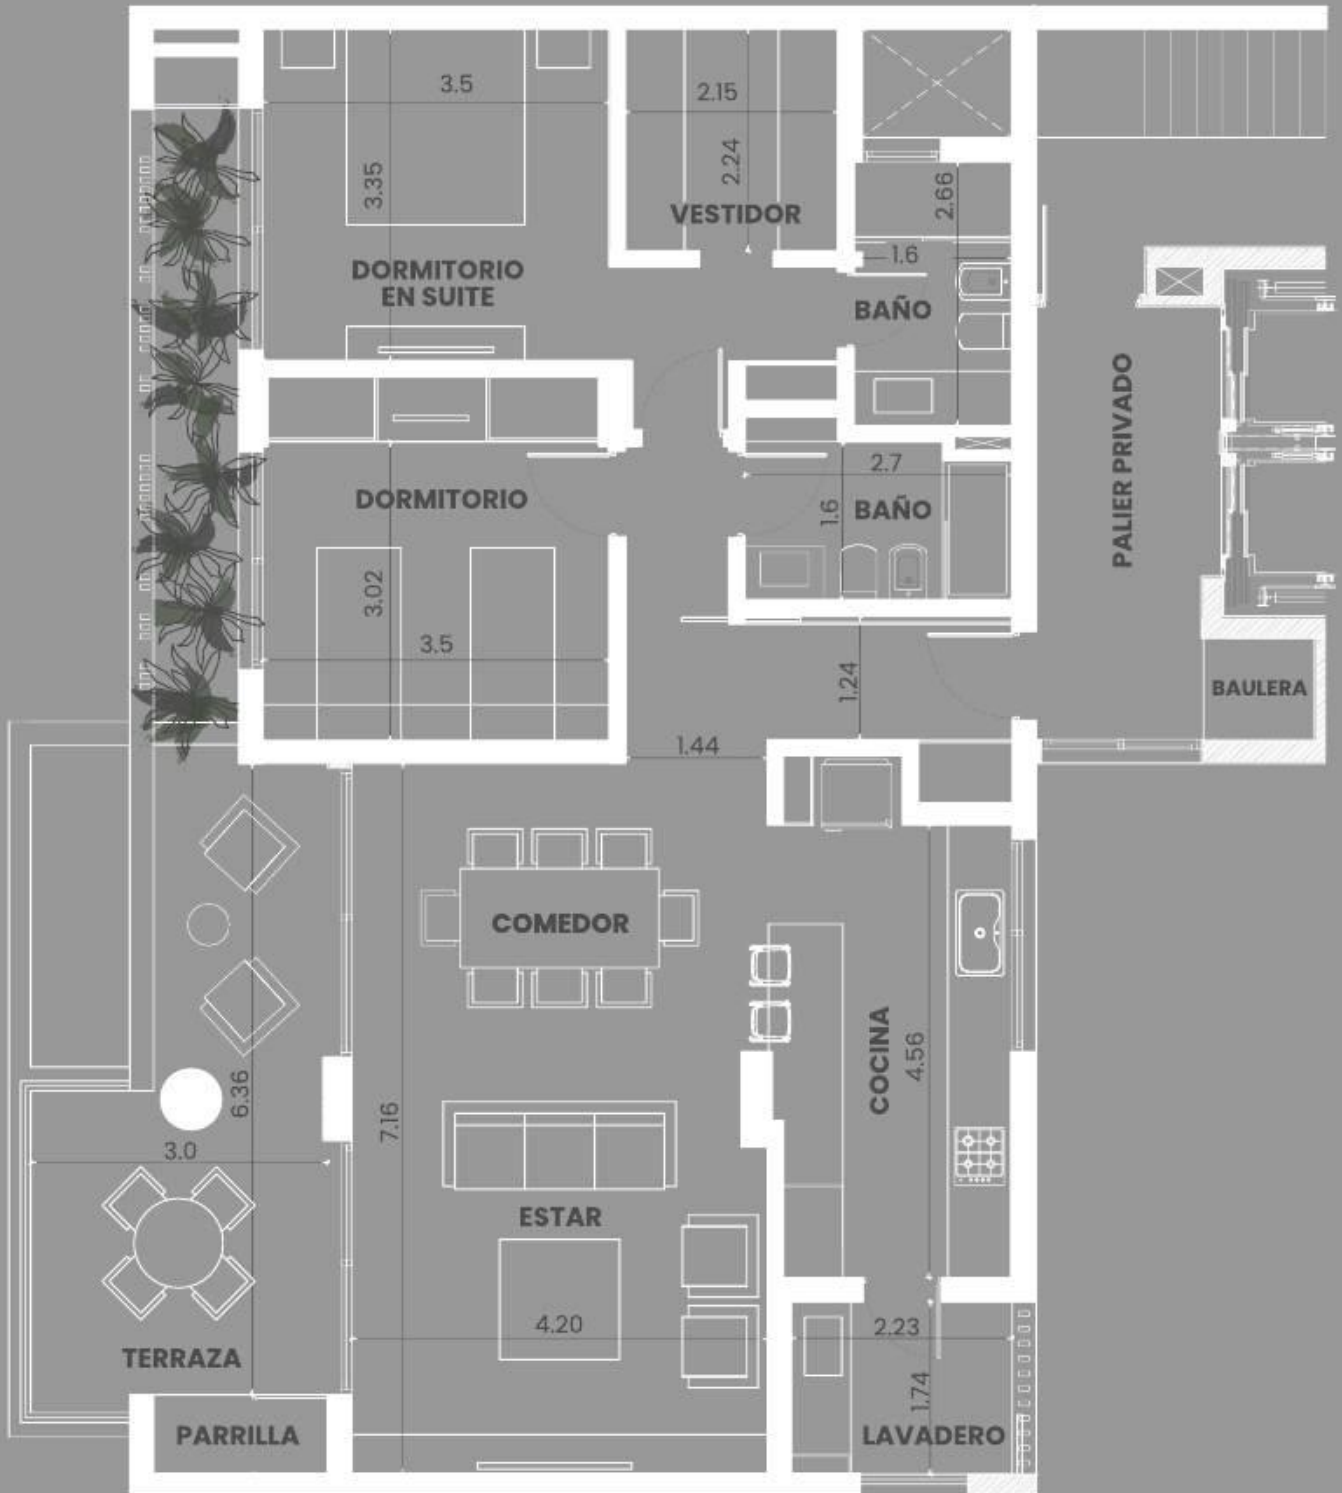 3.5
2.15
3.35
2.24
2.66
VESTIDOR
DORMITORIO
EN SUITE
1.6
BAÑO
PALIER PRIVADO
2.7
DORMITORIO
1.6
BAÑO
3.02
3.5
1.24
BAULERA
1.44
COMEDOR
COCINA
4.56
6.36
7.16
3.0
ESTAR
4.20
2.23
TERRAZA
1.74
PARRILLA
LAVADERO